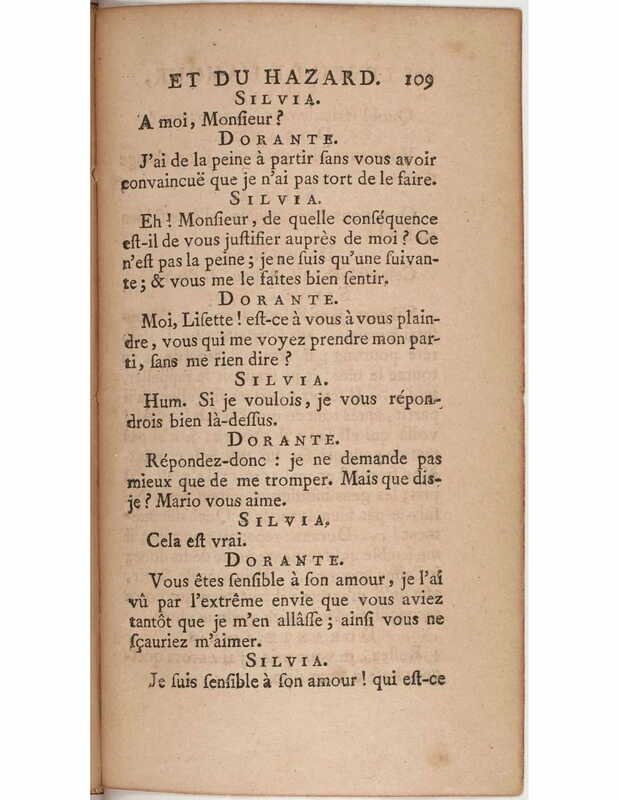 ET DU HAZARD. 109
SILVIA.
A moi, Monſieur ?
DORANTE.
J'ai de la peine à partir ſans vous avoir
convaincuë que je n'ai pas tort de le faire.
SILVIA.
Eh ! Monſieur, de quelle conſéquence
eſt-il de vous juſtifier auprès de moi ? Ce
n'eſt pas la peine ; je ne ſuis qu'une ſuivan-
te ; & vous me le faites bien ſentir.
DORANTE.
Moi, Liſette ! eſt-ce à vous à vous plain-
dre, vous qui me voyez prendre mon par-
ti, ſans me rien dire ?
SILVIA.
Hum. Si je voulois, je vous répon-
drois bien là-deſſus.
DORANTE.
Répondez-donc : je ne demande pas
mieux que de me tromper. Mais que diſ-
je ? Mario vous aime.
SILVIA.
Cela eſt vrai.
DORANTE.
Vous êtes ſenſible à ſon amour, je l'ai
vû par l'extrême envie que vous aviez
tantôt que je m'en allâſſe ; ainſi vous ne
ſçauriez m'aimer.
SILVIA.
Je ſuis ſenſible à ſon amour ! qui eſt-ce